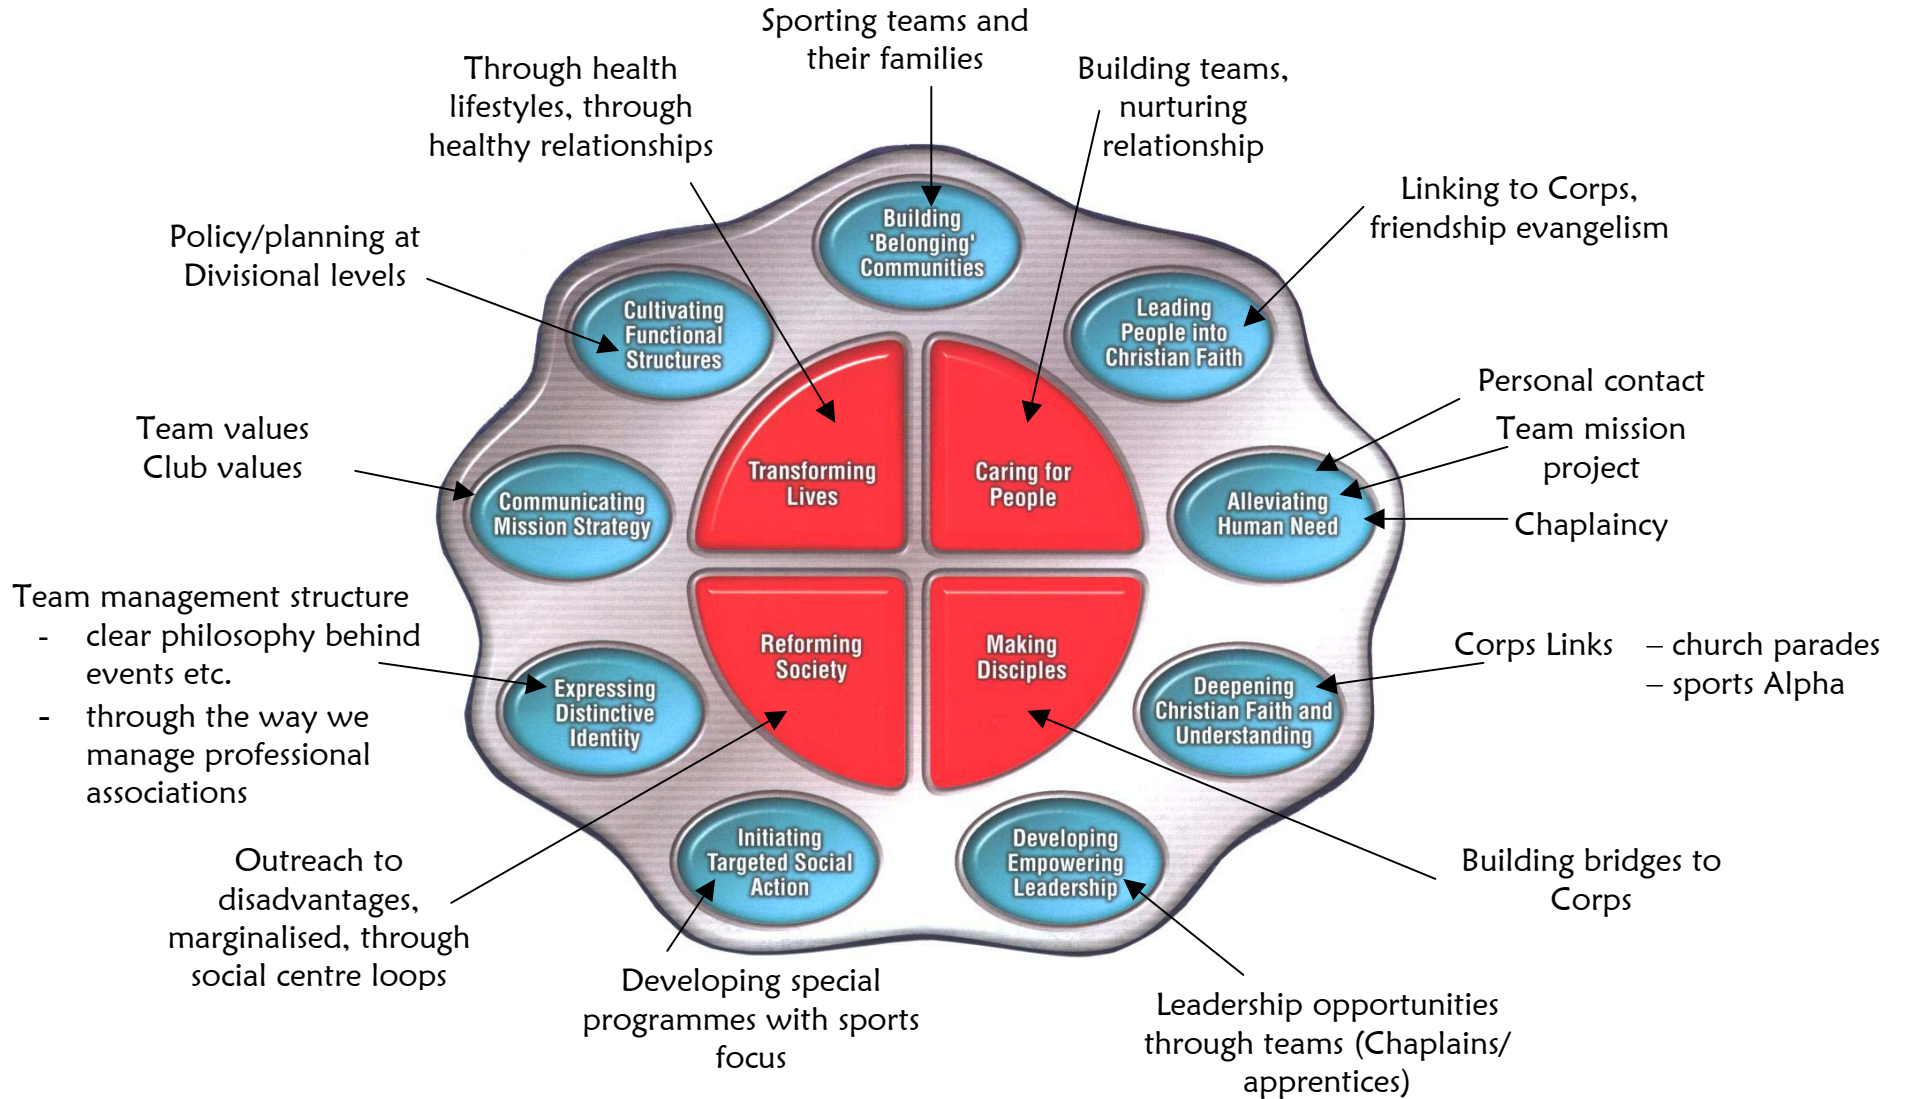 Sporting teams and
their families
Through health
lifestyles, through
healthy relationships
Building teams,
nurturing
relationship
Linking to Corps,
friendship evangelism
Policy/planning at
Divisional levels
Building
'Belonging'
Communities
Cultivating
Functional
Structures
Leading
People into
Christian Faith
Personal contact
Team mission
project
Chaplaincy
Team values
Club values
Communicating
Mission Strategy
Transforming
Lives
Caring for
People
Alleviating
Human Need
Team management structure
- clear philosophy behind
events etc.
- through the way we
manage professional
associations
Expressing
Distinctive
Identity
Reforming
Society
Making
Disciples
Deepening
Christian Faith and
Understanding
Corps Links – church parades
– sports Alpha
Initiating
Targeted Social
Action
Developing
Empowering
Leadership
Outreach to
disadvantages,
marginalised, through
social centre loops
Building bridges to
Corps
Developing special
programmes with sports
focus
Leadership opportunities
through teams (Chaplains/
apprentices)